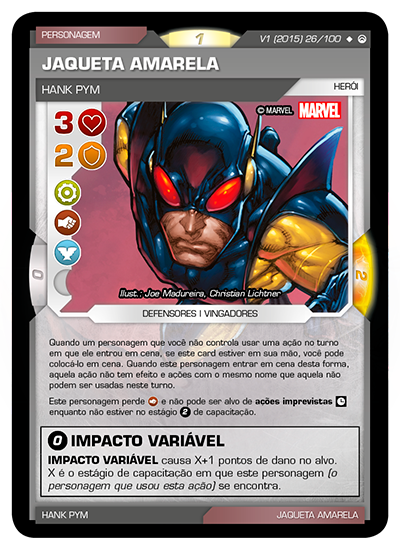 PERSONAGEM
1
V1 (2015) 26/100
JAQUETA AMARELA
HANK PYM
HERÓI
© MARVEL MARVEL
3
2
0
2
Ilust.: Joe Madureira, Christian Lichtner
DEFENSORES | VINGADORES
Quando um personagem que você não controla usar uma ação no turno
em que ele entrou em cena, se este card estiver em sua mão, você pode
colocá-lo em cena. Quando este personagem entrar em cena desta forma,
aquela ação não tem efeito e ações com o mesmo nome que aquela não
podem ser usadas neste turno.
Este personagem perde e não pode ser alvo de ações imprevistas
enquanto não estiver no estágio 2 de capacitação.
0 IMPACTO VARIÁVEL
IMPACTO VARIÁVEL causa X+1 pontos de dano no alvo.
X é o estágio de capacitação em que este personagem (o
personagem que usou esta ação) se encontra.
HANK PYM
JAQUETA AMARELA